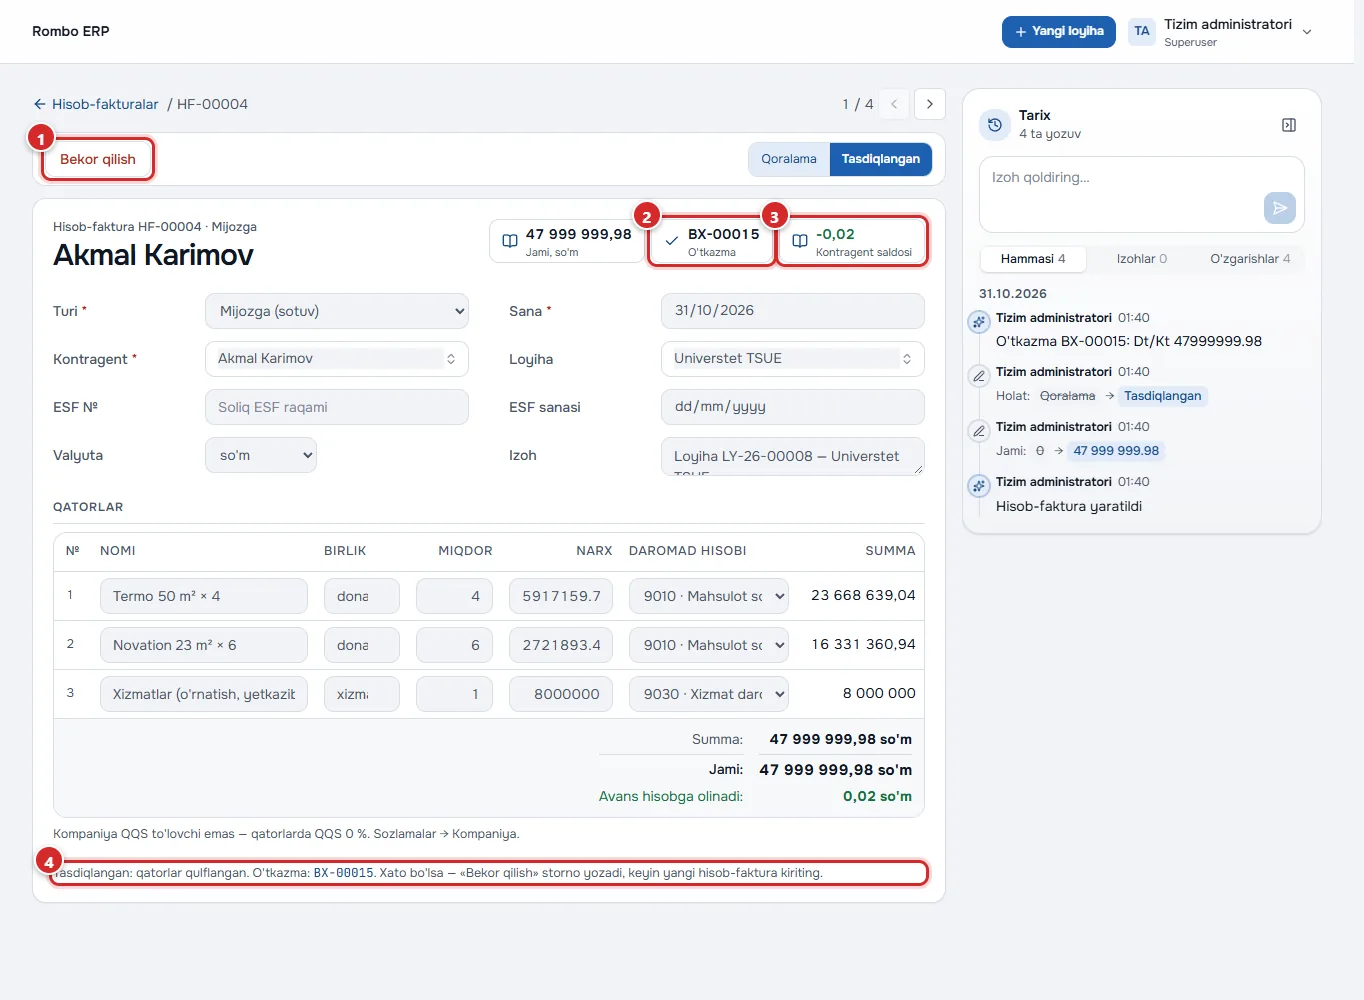 Rombo ERP
+ Yangi loyiha
TA
Tizim administratori
Superuser
← Hisob-fakturalar / HF-00004
1 / 4
1
Bekor qilish
Qoralama
Tasdiqlangan
Hisob-faktura HF-00004 · Mijozga
Akmal Karimov
47 999 999,98
Jami, so'm
2
BX-00015
O'tkazma
3
-0,02
Kontragent saldosi
Turi *
Mijozga (sotuv)
Sana *
31/10/2026
Kontragent *
Akmal Karimov
Loyiha
Universtet TSUE
ESF №
Soliq ESF raqami
ESF sanasi
dd/mm/yyyy
Valyuta
so'm
Izoh
Loyiha LY-26-00008 — Universtet
TSUE
QATORLAR
№ NOMI BIRLIK MIQDOR NARX DAROMAD HISOBI SUMMA
1 Termo 50 m² × 4 dona 4 5917159.7 9010 · Mahsulot sc 23 668 639,04
2 Novation 23 m² × 6 dona 6 2721893.4 9010 · Mahsulot sc 16 331 360,94
3 Xizmatlar (o'rnatish, yetkazib xizma 1 8000000 9030 · Xizmat darc 8 000 000
Summa: 47 999 999,98 so'm
Jami: 47 999 999,98 so'm
Avans hisobga olinadi: 0,02 so'm
Kompaniya QQS to'lovchi emas — qatorlarda QQS 0 %. Sozlamalar → Kompaniya.
4
Tasdiqlangan: qatorlar qulflangan. O'tkazma: BX-00015. Xato bo'lsa — «Bekor qilish» storno yozadi, keyin yangi hisob-faktura kiriting.
Tarix
4 ta yozuv
Izoh qoldiring...
Hammasi 4
Izohlar 0
O'zgarishlar 4
31.10.2026
Tizim administratori 01:40
O'tkazma BX-00015: Dt/Kt 47999999.98
Tizim administratori 01:40
Holat: Qoralama → Tasdiqlangan
Tizim administratori 01:40
Jami: 0 → 47 999 999.98
Tizim administratori 01:40
Hisob-faktura yaratildi